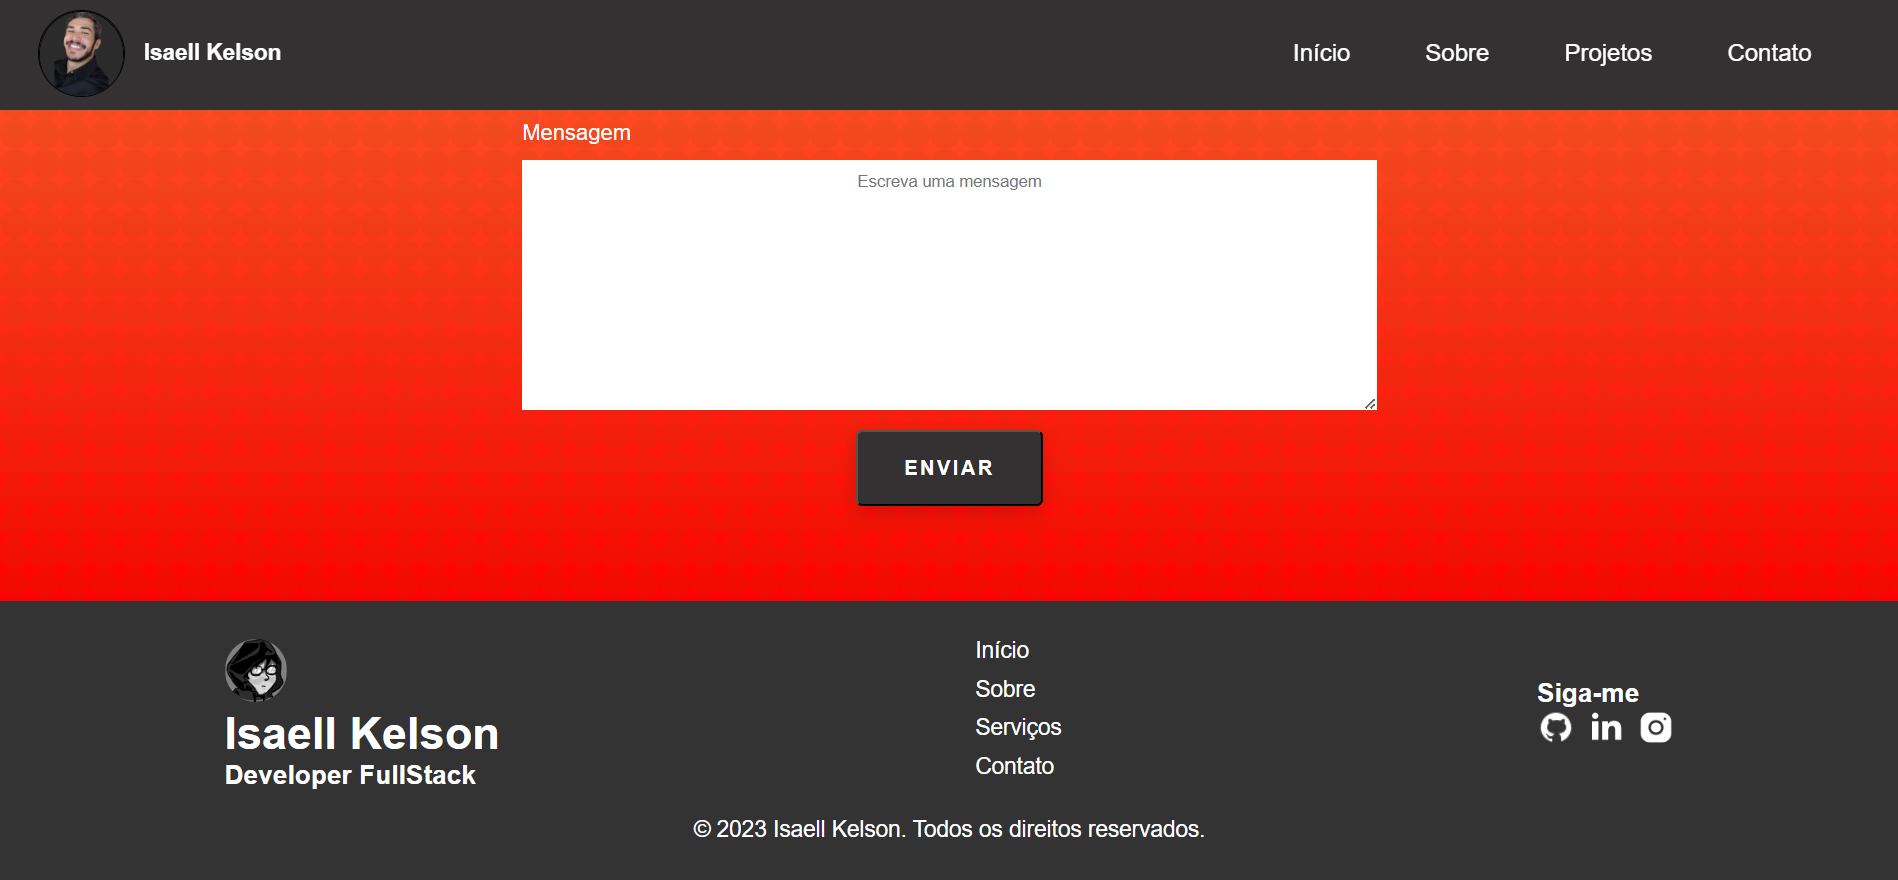 Isaell Kelson
Início
Sobre
Projetos
Contato
Mensagem
Escreva uma mensagem
ENVIAR
Isaell Kelson
Developer FullStack
Início
Sobre
Serviços
Contato
Siga-me
in
© 2023 Isaell Kelson. Todos os direitos reservados.